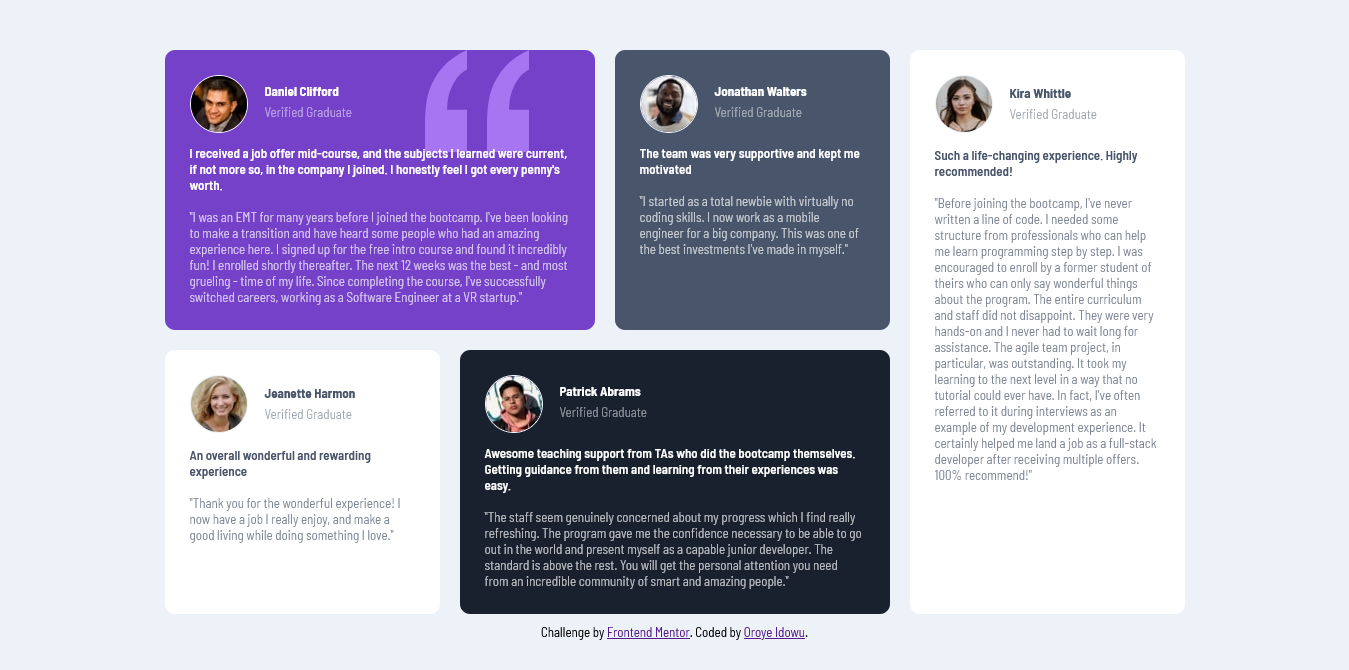 Daniel Clifford
Verified Graduate
I received a job offer mid-course, and the subjects I learned were current,
if not more so, in the company I joined. I honestly feel I got every penny's
worth.
"I was an EMT for many years before I joined the bootcamp. I've been looking
to make a transition and have heard some people who had an amazing
experience here. I signed up for the free intro course and found it incredibly
fun! I enrolled shortly thereafter. The next 12 weeks was the best - and most
grueling - time of my life. Since completing the course, I've successfully
switched careers, working as a Software Engineer at a VR startup."
Jonathan Walters
Verified Graduate
The team was very supportive and kept me
motivated
"I started as a total newbie with virtually no
coding skills. I now work as a mobile
engineer for a big company. This was one of
the best investments I've made in myself."
Kira Whittle
Verified Graduate
Such a life-changing experience. Highly
recommended!
"Before joining the bootcamp, I've never
written a line of code. I needed some
structure from professionals who can help
me learn programming step by step. I was
encouraged to enroll by a former student of
theirs who can only say wonderful things
about the program. The entire curriculum
and staff did not disappoint. They were very
hands-on and I never had to wait long for
assistance. The agile team project, in
particular, was outstanding. It took my
learning to the next level in a way that no
tutorial could ever have. In fact, I've often
referred to it during interviews as an
example of my development experience. It
certainly helped me land a job as a full-stack
developer after receiving multiple offers.
100% recommend!"
Jeanette Harmon
Verified Graduate
An overall wonderful and rewarding
experience
"Thank you for the wonderful experience! I
now have a job I really enjoy, and make a
good living while doing something I love."
Patrick Abrams
Verified Graduate
Awesome teaching support from TAs who did the bootcamp themselves.
Getting guidance from them and learning from their experiences was
easy.
"The staff seem genuinely concerned about my progress which I find really
refreshing. The program gave me the confidence necessary to be able to go
out in the world and present myself as a capable junior developer. The
standard is above the rest. You will get the personal attention you need
from an incredible community of smart and amazing people."
Challenge by Frontend Mentor. Coded by Oroye Idowu.